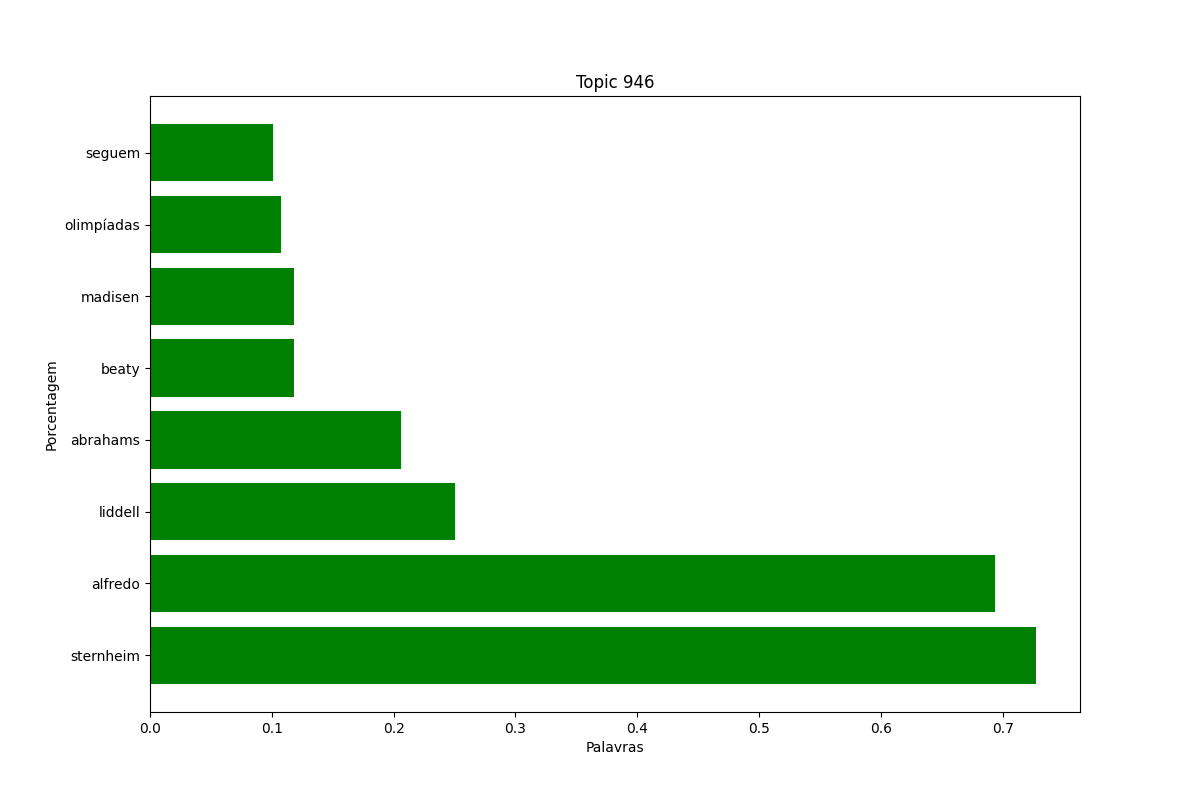 Topic 946
Porcentagem
seguem
olimpíadas
madisen
beaty
abrahams
liddell
alfredo
sternheim
0.0 0.1 0.2 0.3 0.4 0.5 0.6 0.7
Palavras